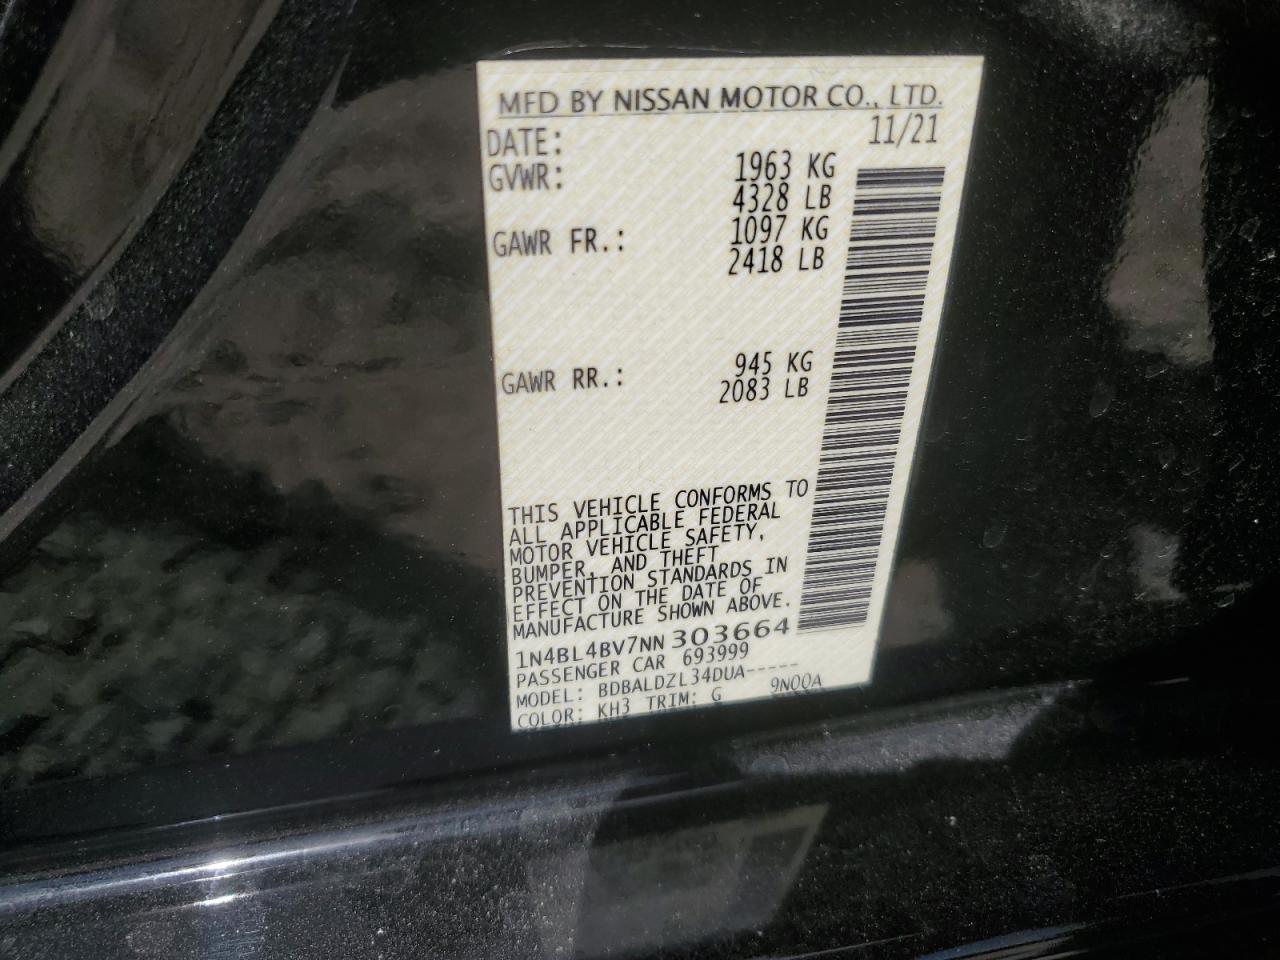 MFD BY NISSAN MOTOR CO., LTD.
DATE: 11/21
GVWR: 1963 KG
4328 LB
GAWR FR.: 1097 KG
2418 LB
GAWR RR.: 945 KG
2083 LB
THIS VEHICLE CONFORMS TO
ALL APPLICABLE FEDERAL
MOTOR VEHICLE SAFETY,
BUMPER, AND THEFT
PREVENTION STANDARDS IN
EFFECT ON THE DATE OF
MANUFACTURE SHOWN ABOVE.
1N4BL4BV7NN303664
PASSENGER CAR 693999
MODEL: BDBALDZL34DUA-----
COLOR: KH3 TRIM: G 9N00A